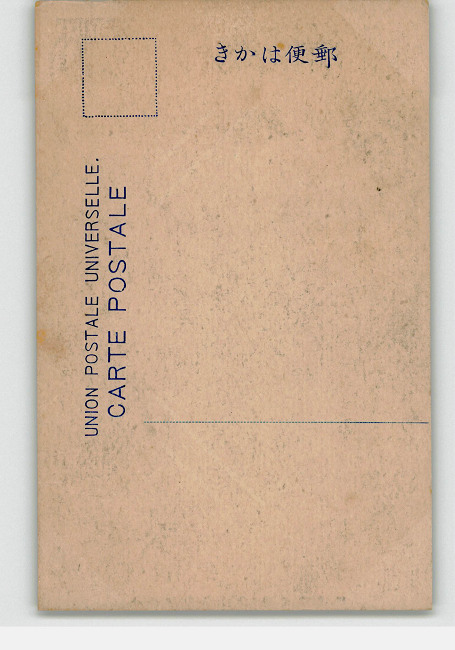 郵便はかき
UNION POSTALE UNIVERSELLE.
CARTE POSTALE